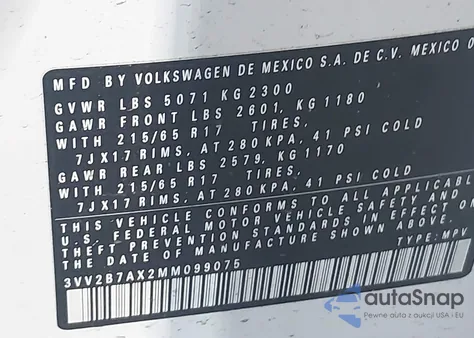 MFD BY VOLKSWAGEN DE MEXICO S.A. DE C.V. MEXICO
GVWR LBS 5071 KG 2300
GAWR FRONT LBS 2601, KG 1180
WITH 215/65 R17 TIRES,
7JX17 RIMS, AT 280 KPA, 41 PSI COLD
GAWR REAR LBS 2579, KG 1170
WITH 215/65 R17 TIRES,
7JX17 RIMS, AT 280 KPA, 41 PSI COLD
THIS VEHICLE CONFORMS TO ALL APPLICABLE
U.S. FEDERAL MOTOR VEHICLE SAFETY AND
THEFT PREVENTION STANDARDS IN EFFECT ON
THE DATE OF MANUFACTURE SHOWN ABOVE.
3VV2B7AX2MM099075 TYPE: MPV
autoSnap
Pewne auto z USA i EU